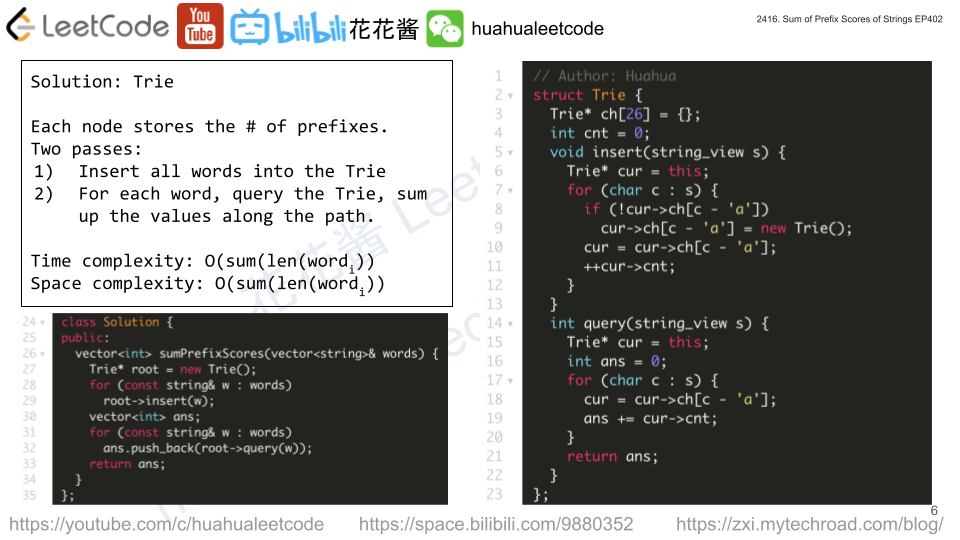 LeetCode You Tube bilibili 花花酱 huahualeetcode
2416. Sum of Prefix Scores of Strings EP402
Solution: Trie
Each node stores the # of prefixes.
Two passes:
1) Insert all words into the Trie
2) For each word, query the Trie, sum
up the values along the path.
Time complexity: O(sum(len(wordi))
Space complexity: O(sum(len(wordi))
24 class Solution {
25 public:
26 vector<int> sumPrefixScores(vector<string>& words) {
27 Trie* root = new Trie();
28 for (const string& w : words)
29 root->insert(w);
30 vector<int> ans;
31 for (const string& w : words)
32 ans.push_back(root->query(w));
33 return ans;
34 }
35 };
1 // Author: Huahua
2 struct Trie {
3 Trie* ch[26] = {};
4 int cnt = 0;
5 void insert(string_view s) {
6 Trie* cur = this;
7 for (char c : s) {
8 if (!cur->ch[c - 'a'])
9 cur->ch[c - 'a'] = new Trie();
10 cur = cur->ch[c - 'a'];
11 ++cur->cnt;
12 }
13 }
14 int query(string_view s) {
15 Trie* cur = this;
16 int ans = 0;
17 for (char c : s) {
18 cur = cur->ch[c - 'a'];
19 ans += cur->cnt;
20 }
21 return ans;
22 }
23 };
花花酱 Leet
6
https://youtube.com/c/huahualeetcode https://space.bilibili.com/9880352 https://zxi.mytechroad.com/blog/